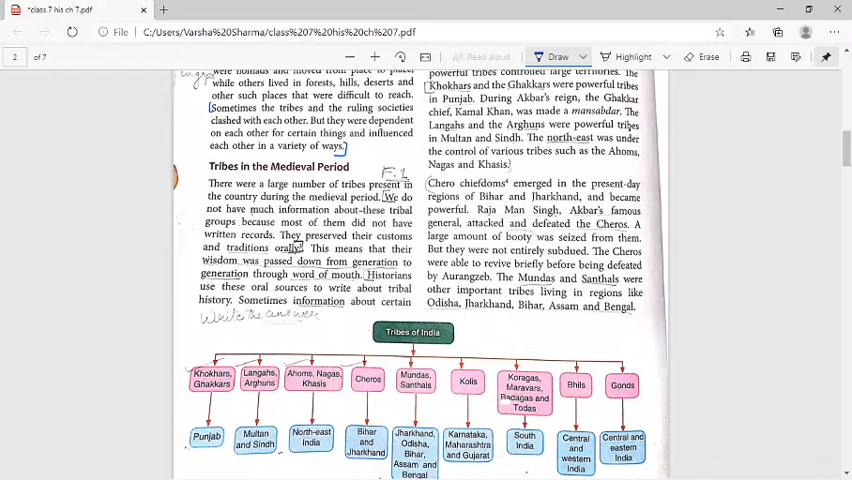 *class 7 his ch 7.pdf
File
C:/Users/Varsha%20Sharma/class%207%20his%20ch%207.pdf
2
of 7
Read aloud
Draw
Highlight
Erase
were nomads and moved from place to place,
while others lived in forests, hills, deserts and
other such places that were difficult to reach.
Sometimes the tribes and the ruling societies
clashed with each other. But they were dependent
on each other for certain things and influenced
each other in a variety of ways.
Tribes in the Medieval Period
F.1
There were a large number of tribes present in
the country during the medieval period. We do
not have much information about these tribal
groups because most of them did not have
written records. They preserved their customs
and traditions orally. This means that their
wisdom was passed down from generation to
generation through word of mouth. Historians
use these oral sources to write about tribal
history. Sometimes information about certain
Write the answer
powerful tribes controlled large territories. The
Khokhars and the Ghakkars were powerful tribes
in Punjab. During Akbar's reign, the Ghakkar
chief, Kamal Khan, was made a mansabdar. The
Langahs and the Arghuns were powerful tribes
in Multan and Sindh. The north-east was under
the control of various tribes such as the Ahoms,
Nagas and Khasis.
Chero chiefdoms⁴ emerged in the present-day
regions of Bihar and Jharkhand, and became
powerful. Raja Man Singh, Akbar's famous
general, attacked and defeated the Cheros. A
large amount of booty was seized from them.
But they were not entirely subdued. The Cheros
were able to revive briefly before being defeated
by Aurangzeb. The Mundas and Santhals were
other important tribes living in regions like
Odisha, Jharkhand, Bihar, Assam and Bengal.
Tribes of India
Khokhars,
Ghakkars
Langahs,
Arghuns
Ahoms, Nagas,
Khasis
Cheros
Mundas,
Santhals
Kolis
Koragas,
Maravars,
Badagas and
Todas
Bhils
Gonds
Punjab
Multan
and Sindh
North-east
India
Bihar
and
Jharkhand
Jharkhand,
Odisha,
Bihar,
Assam and
Bengal
Karnataka,
Maharashtra
and Gujarat
South
India
Central
and
western
India
Central and
eastern
India